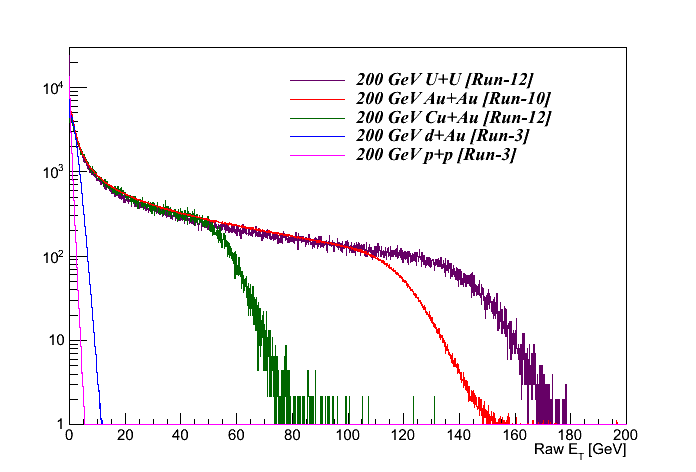 200 GeV U+U [Run-12]
200 GeV Au+Au [Run-10]
200 GeV Cu+Au [Run-12]
200 GeV d+Au [Run-3]
200 GeV p+p [Run-3]
10^4
10^3
10^2
10
1
0 20 40 60 80 100 120 140 160 180 200
Raw E_T [GeV]